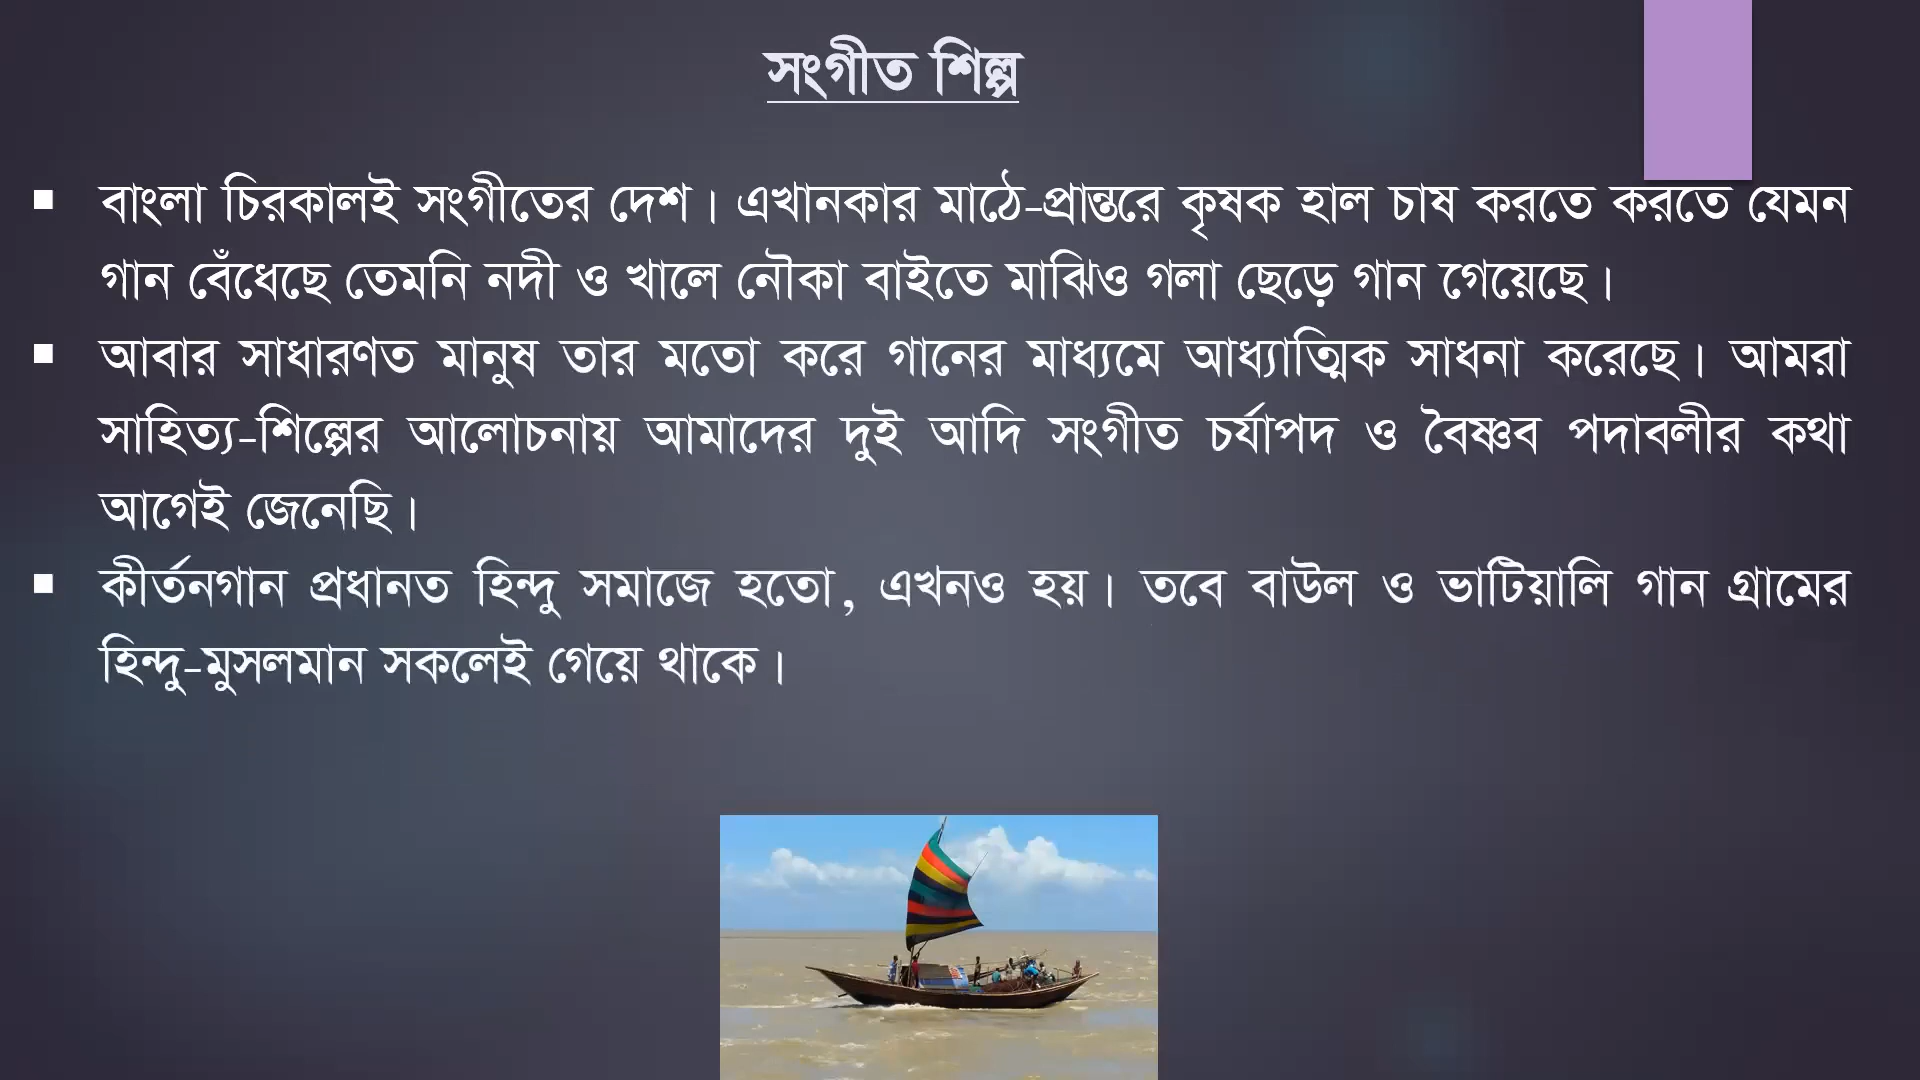 সংগীত শিল্প
বাংলা চিরকালই সংগীতের দেশ। এখানকার মাঠে-প্রান্তরে কৃষক হাল চাষ করতে করতে যেমন
গান বেঁধেছে তেমনি নদী ও খালে নৌকা বাইতে মাঝিও গলা ছেড়ে গান গেয়েছে।
আবার সাধারণত মানুষ তার মতো করে গানের মাধ্যমে আধ্যাত্মিক সাধনা করেছে। আমরা
সাহিত্য-শিল্পের আলোচনায় আমাদের দুই আদি সংগীত চর্যাপদ ও বৈষ্ণব পদাবলীর কথা
আগেই জেনেছি।
কীর্তনগান প্রধানত হিন্দু সমাজে হতো, এখনও হয়। তবে বাউল ও ভাটিয়ালি গান গ্রামের
হিন্দু-মুসলমান সকলেই গেয়ে থাকে।